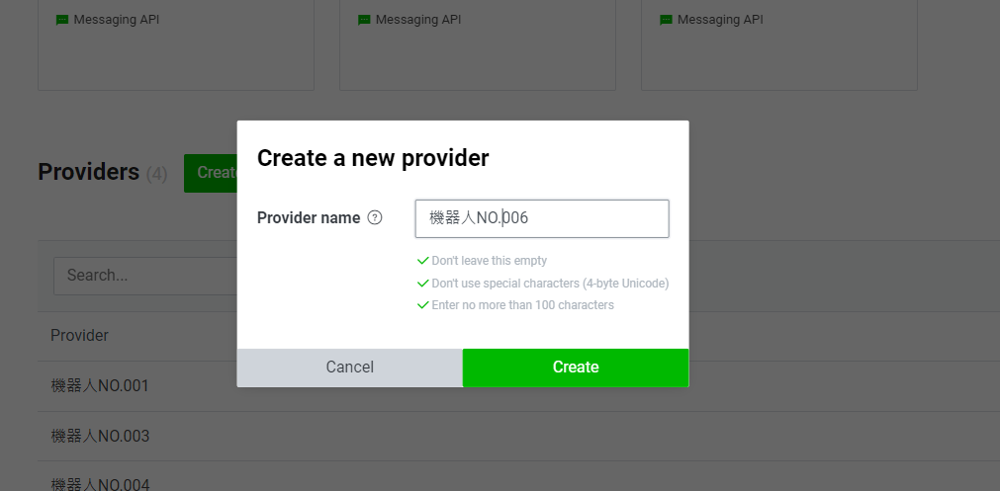 Messaging API Messaging API Messaging API
Create a new provider
Providers (4) Create
Provider name ? 機器人NO.006
Don't leave this empty
Search... Don't use special characters (4-byte Unicode)
Enter no more than 100 characters
Provider
Cancel Create
機器人NO.001
機器人NO.003
機器人NO.004